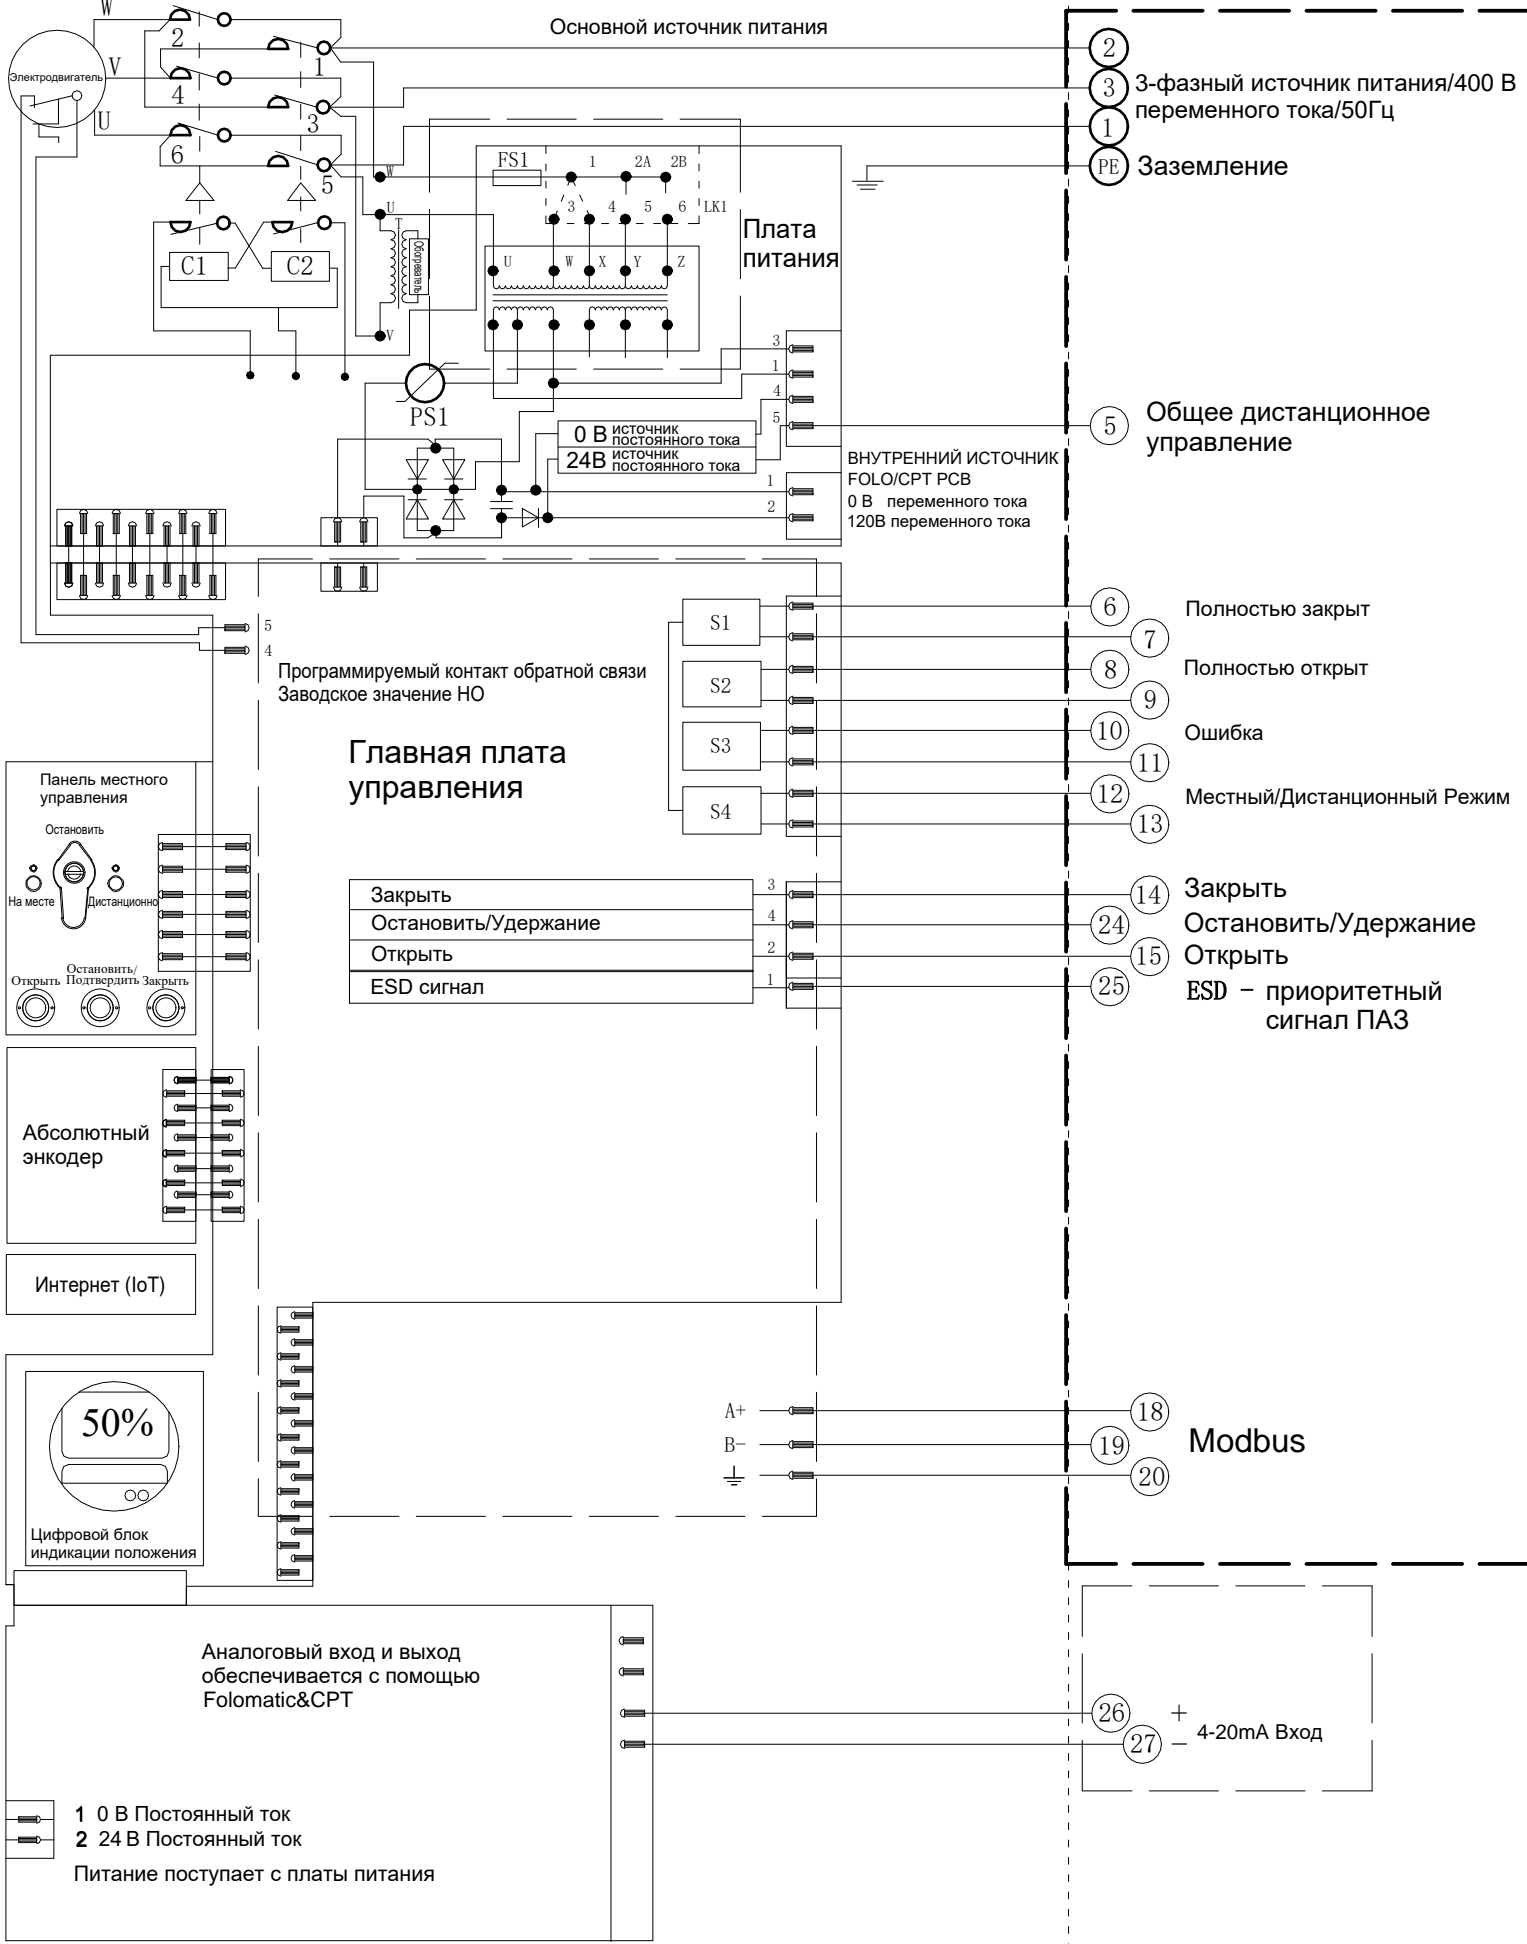 W
Основной источник питания
2
2
1
Электродвигатель
V
4
3
3-фазный источник питания/400 В
переменного тока/50Гц
U
3
1
6
5
FS1
1
2A
2B
PE
Заземление
W
U
T
Обогреватель
3
4
5
6
LK1
Плата
питания
C1
C2
U
W
X
Y
Z
V
3
1
4
5
PS1
0 В источник
постоянного тока
24В источник
постоянного тока
5
Общее дистанционное
управление
ВНУТРЕННИЙ ИСТОЧНИК
FOLO/CPT PCB
0 В переменного тока
120В переменного тока
1
2
5
4
S1
6
Полностью закрыт
7
Программируемый контакт обратной связи
Заводское значение НО
S2
8
Полностью открыт
9
Главная плата
управления
S3
10
Ошибка
11
S4
12
Местный/Дистанционный Режим
13
Панель местного
управления
Остановить
На месте
Дистанционно
Открыть
Остановить/
Подтвердить
Закрыть
Закрыть
3
14
Закрыть
Остановить/Удержание
4
24
Остановить/Удержание
Открыть
2
15
Открыть
ESD сигнал
1
25
ESD - приоритетный
сигнал ПАЗ
Абсолютный
энкодер
Интернет (IoT)
50%
Цифровой блок
индикации положения
A+
18
B-
19
Modbus
20
Аналоговый вход и выход
обеспечивается с помощью
Folomatic&CPT
26
+
27
-
4-20mA Вход
1 0 В Постоянный ток
2 24 В Постоянный ток
Питание поступает с платы питания